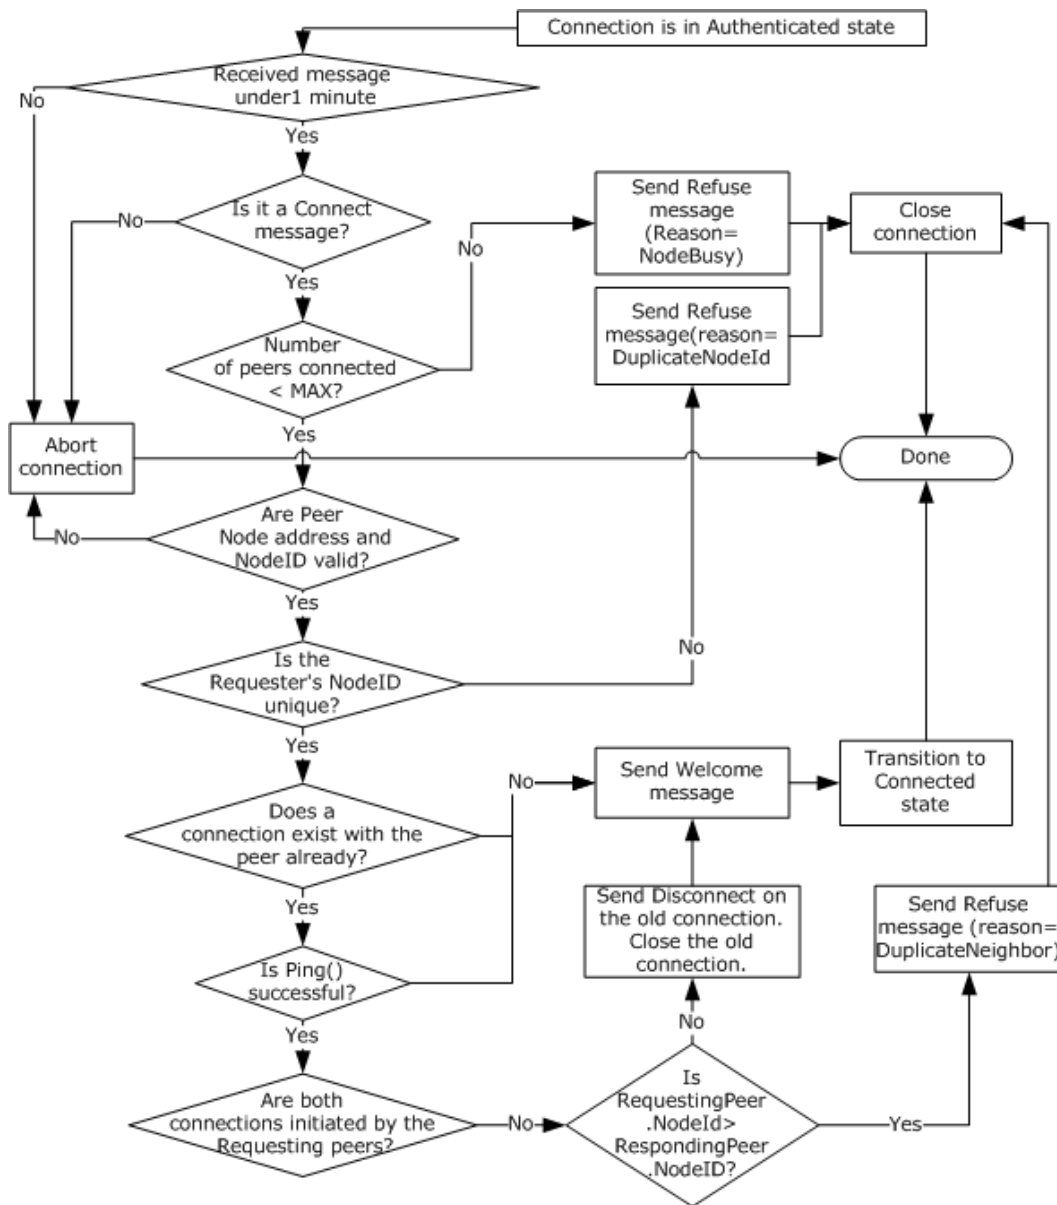 Connection is in Authenticated state
Received message
under1 minute
No
Yes
Is it a Connect
message?
No
Yes
Send Refuse
message
(Reason=
NodeBusy)
Close
connection
No
Number
of peers connected
< MAX?
Send Refuse
message(reason=
DuplicateNodeId
Yes
Abort
connection
Done
Are Peer
Node address and
NodeID valid?
No
Yes
Is the
Requester's NodeID
unique?
No
Yes
Does a
connection exist with the
peer already?
No
Send Welcome
message
Transition to
Connected
state
Yes
Is Ping()
successful?
Send Disconnect on
the old connection.
Close the old
connection.
Send Refuse
message (reason=
DuplicateNeighbor)
Yes
No
Are both
connections initiated by the
Requesting peers?
No
Is
RequestingPeer
.NodeId>
RespondingPeer
.NodeID?
Yes